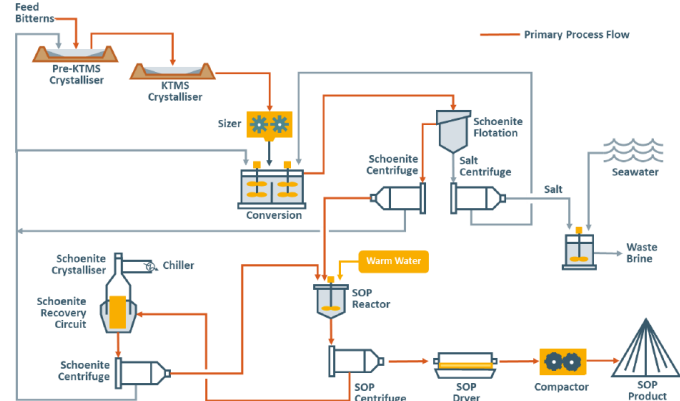 Feed
Bitterns
Primary Process Flow
Pre-KTMS
Crystalliser
KTMS
Crystalliser
Sizer
Schoenite
Flotation
Schoenite
Centrifuge
Salt
Centrifuge
Seawater
Salt
Conversion
Waste
Brine
Schoenite
Crystalliser
Chiller
Warm Water
Schoenite
Recovery
Circuit
SOP
Reactor
Schoenite
Centrifuge
SOP
Centrifuge
SOP
Dryer
Compactor
SOP
Product